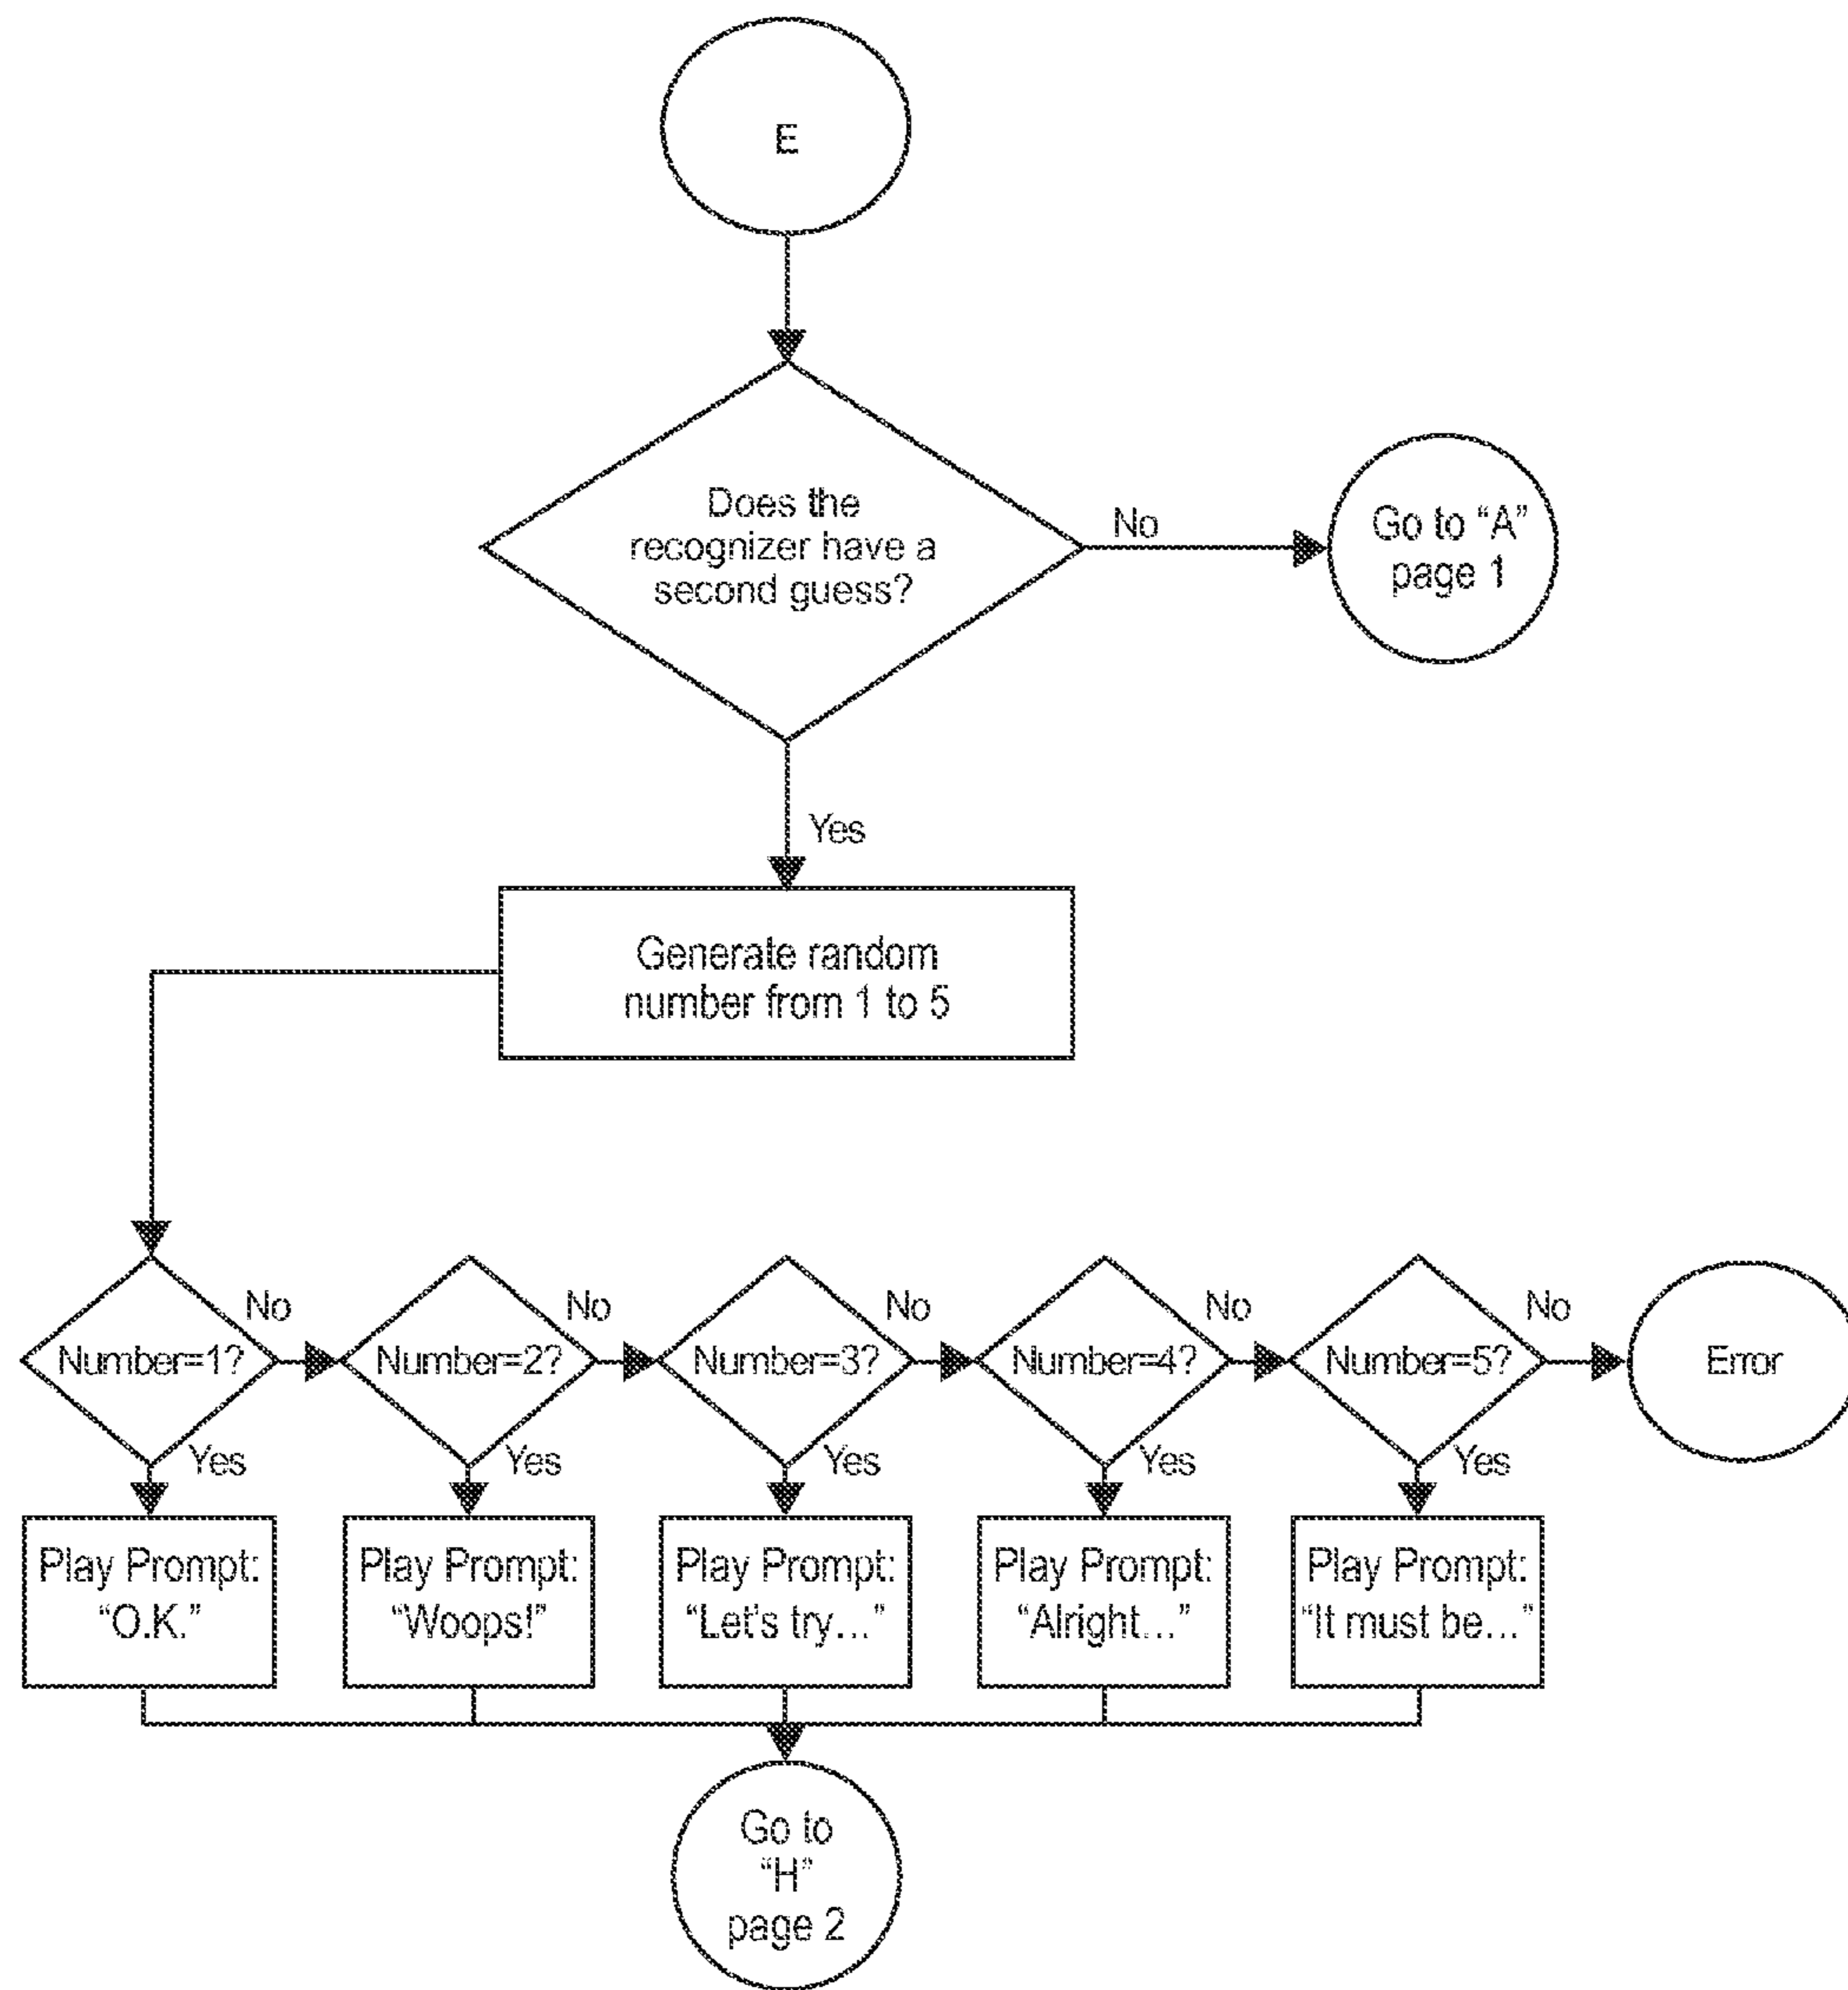 E
Does the
recognizer have a
second guess?
No
Go to “A”
page 1
Yes
Generate random
number from 1 to 5
Number=1?
No
Number=2?
No
Number=3?
No
Number=4?
No
Number=5?
No
Error
Yes
Yes
Yes
Yes
Yes
Play Prompt:
“O.K.”
Play Prompt:
“Woops!”
Play Prompt:
“Let's try...”
Play Prompt:
“Alright...”
Play Prompt:
“It must be...”
Go to
“H”
page 2